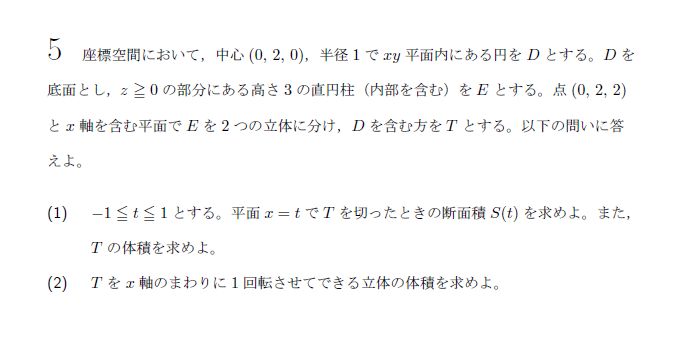 5 座標空間において，中心 (0, 2, 0)，半径 1 で xy 平面内にある円を D とする。D を
底面とし，z ≧ 0 の部分にある高さ 3 の直円柱（内部を含む）を E とする。点 (0, 2, 2)
と x 軸を含む平面で E を 2 つの立体に分け，D を含む方を T とする。以下の問いに答
えよ。
(1) −1 ≦ t ≦ 1 とする。平面 x = t で T を切ったときの断面積 S(t) を求めよ。また，
T の体積を求めよ。
(2) T を x 軸のまわりに 1 回転させてできる立体の体積を求めよ。